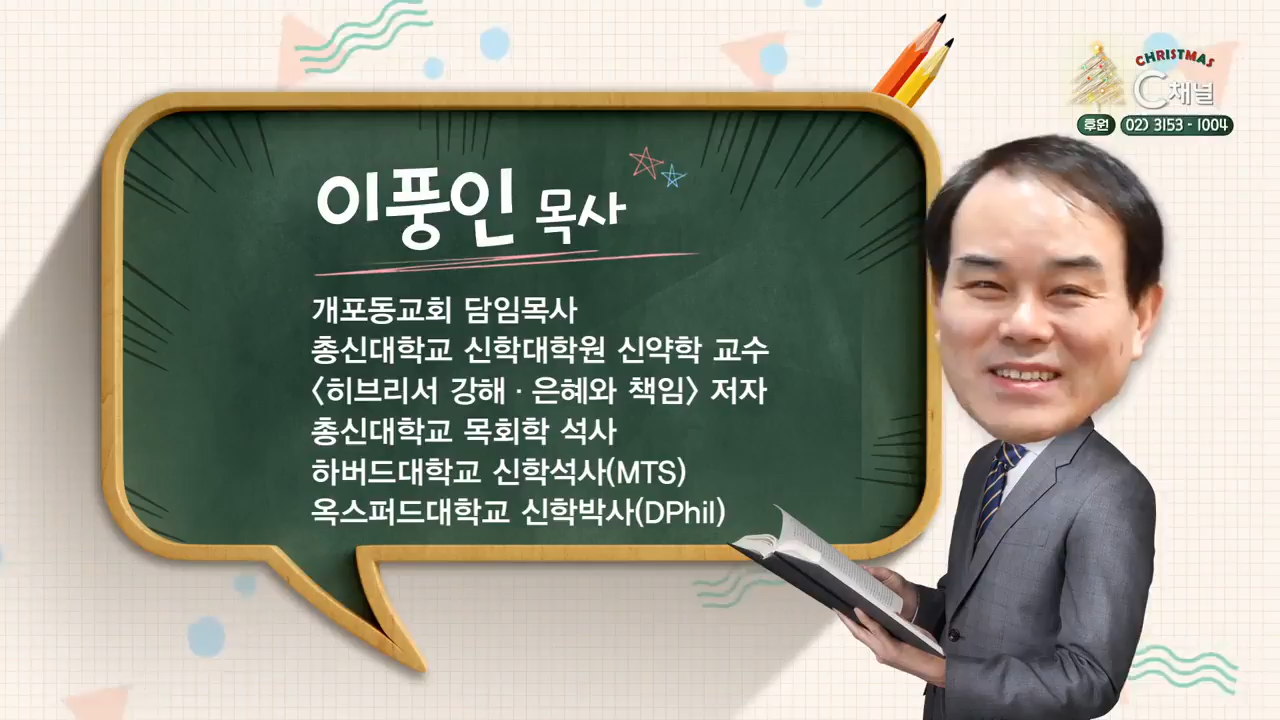 CHRISTMAS
C채널
후원 02) 3153-1004
이풍인 목사
개포동교회 담임목사
총신대학교 신학대학원 신약학 교수
<히브리서 강해·은혜와 책임> 저자
총신대학교 목회학 석사
하버드대학교 신학석사(MTS)
옥스퍼드대학교 신학박사(DPhil)